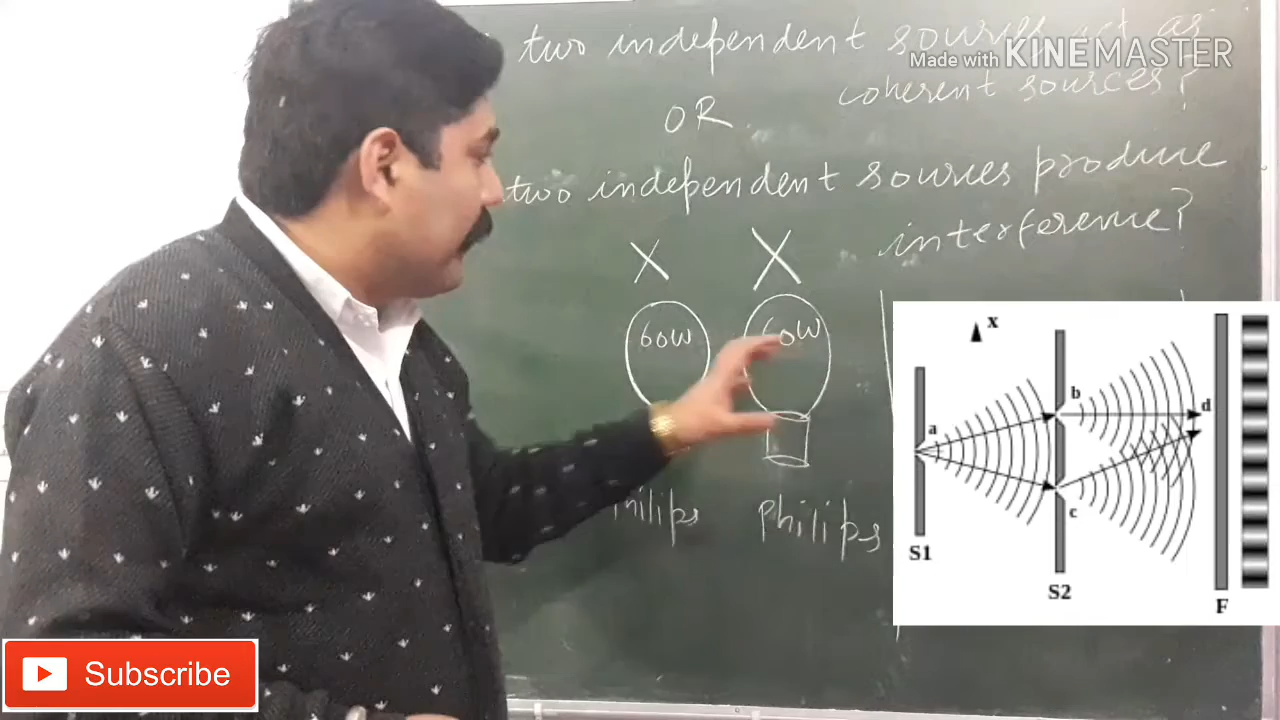 two independent sources act as
Made with KINEMASTER
coherent sources?
OR
two independent sources produce
interference?
X X
60W 60W
philips
x
a
b
c
d
S1
S2
F
Subscribe